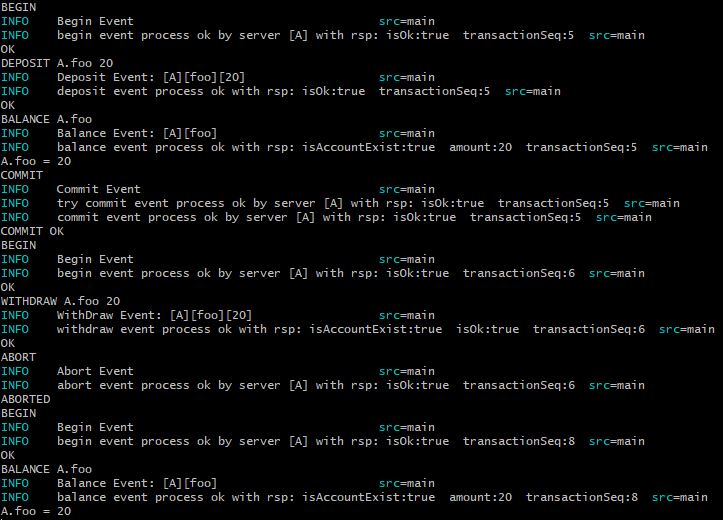 BEGIN
INFO    Begin Event                                   src=main
INFO    begin event process ok by server [A] with rsp: isOk:true  transactionSeq:5  src=main
OK
DEPOSIT A.foo 20
INFO    Deposit Event: [A][foo][20]                   src=main
INFO    deposit event process ok with rsp: isOk:true  transactionSeq:5  src=main
OK
BALANCE A.foo
INFO    Balance Event: [A][foo]                       src=main
INFO    balance event process ok with rsp: isAccountExist:true  amount:20  transactionSeq:5  src=main
A.foo = 20
COMMIT
INFO    Commit Event                                  src=main
INFO    try commit event process ok by server [A] with rsp: isOk:true  transactionSeq:5  src=main
INFO    commit event process ok by server [A] with rsp: isOk:true  transactionSeq:5  src=main
COMMIT OK
BEGIN
INFO    Begin Event                                   src=main
INFO    begin event process ok by server [A] with rsp: isOk:true  transactionSeq:6  src=main
OK
WITHDRAW A.foo 20
INFO    WithDraw Event: [A][foo][20]                  src=main
INFO    withdraw event process ok with rsp: isAccountExist:true  isOk:true  transactionSeq:6  src=main
OK
ABORT
INFO    Abort Event                                   src=main
INFO    abort event process ok by server [A] with rsp: isOk:true  transactionSeq:6  src=main
ABORTED
BEGIN
INFO    Begin Event                                   src=main
INFO    begin event process ok by server [A] with rsp: isOk:true  transactionSeq:8  src=main
OK
BALANCE A.foo
INFO    Balance Event: [A][foo]                       src=main
INFO    balance event process ok with rsp: isAccountExist:true  amount:20  transactionSeq:8  src=main
A.foo = 20